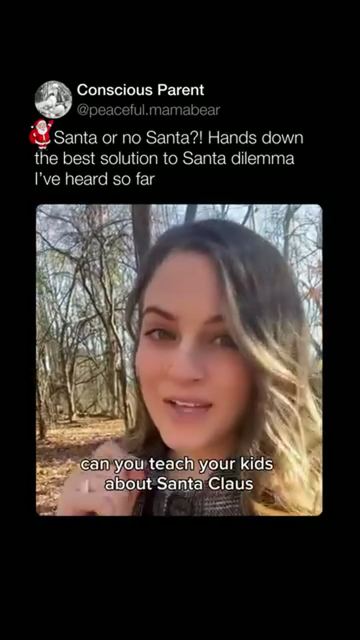 Conscious Parent
@peaceful.mamabear
🎅Santa or no Santa?! Hands down
the best solution to Santa dilemma
I've heard so far
can you teach your kids
about Santa Claus